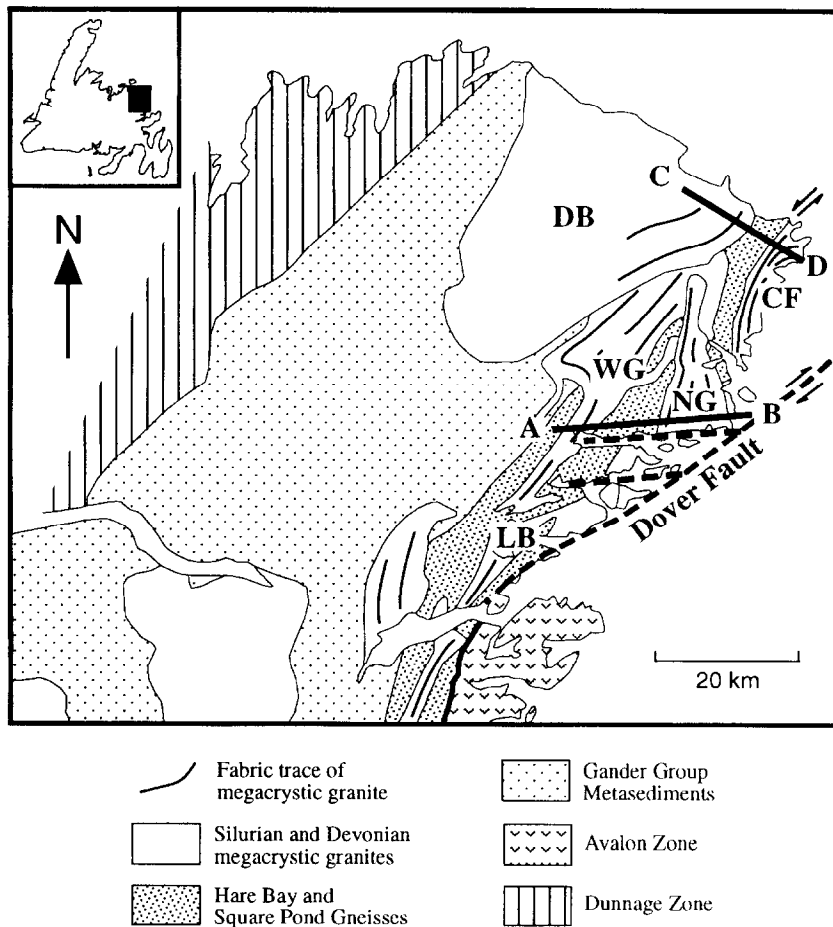 N
C
DB
D
CF
WG
NG
A
B
Dover Fault
LB
20 km
Fabric trace of
megacrystic granite
Silurian and Devonian
megacrystic granites
Hare Bay and
Square Pond Gneisses
Gander Group
Metasediments
Avalon Zone
Dunnage Zone